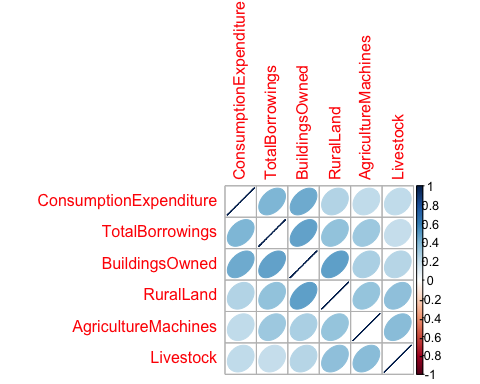 ConsumptionExpenditure
TotalBorrowings
BuildingsOwned
RuralLand
AgricultureMachines
Livestock
ConsumptionExpenditure
TotalBorrowings
BuildingsOwned
RuralLand
AgricultureMachines
Livestock
1
0.8
0.6
0.4
0.2
0
-0.2
-0.4
-0.6
-0.8
-1